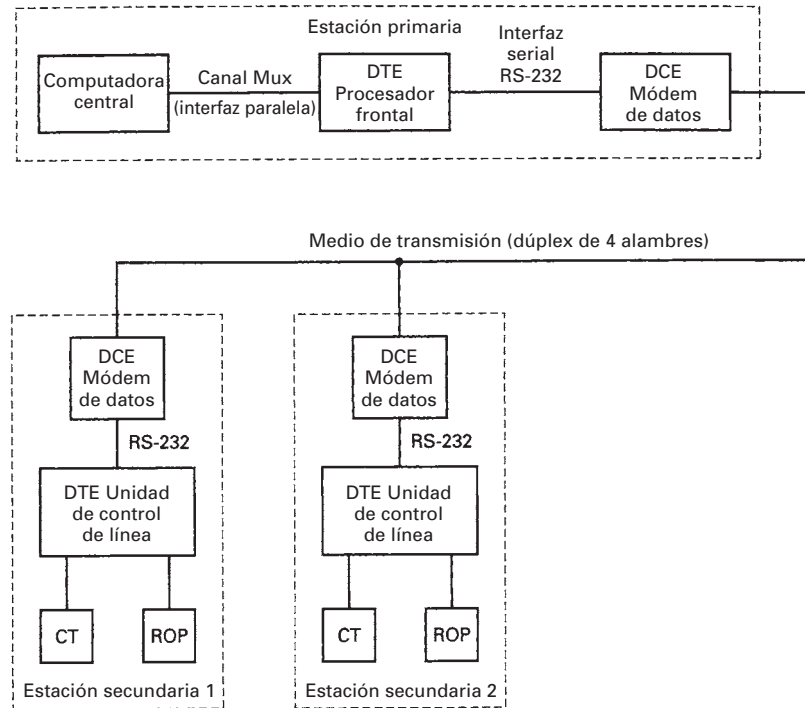 Estación primaria
Computadora
central
Canal Mux
(interfaz paralela)
DTE
Procesador
frontal
Interfaz
serial
RS-232
DCE
Módem
de datos
Medio de transmisión (dúplex de 4 alambres)
DCE
Módem
de datos
RS-232
DTE Unidad
de control
de línea
CT
ROP
Estación secundaria 1
DCE
Módem
de datos
RS-232
DTE Unidad
de control
de línea
CT
ROP
Estación secundaria 2